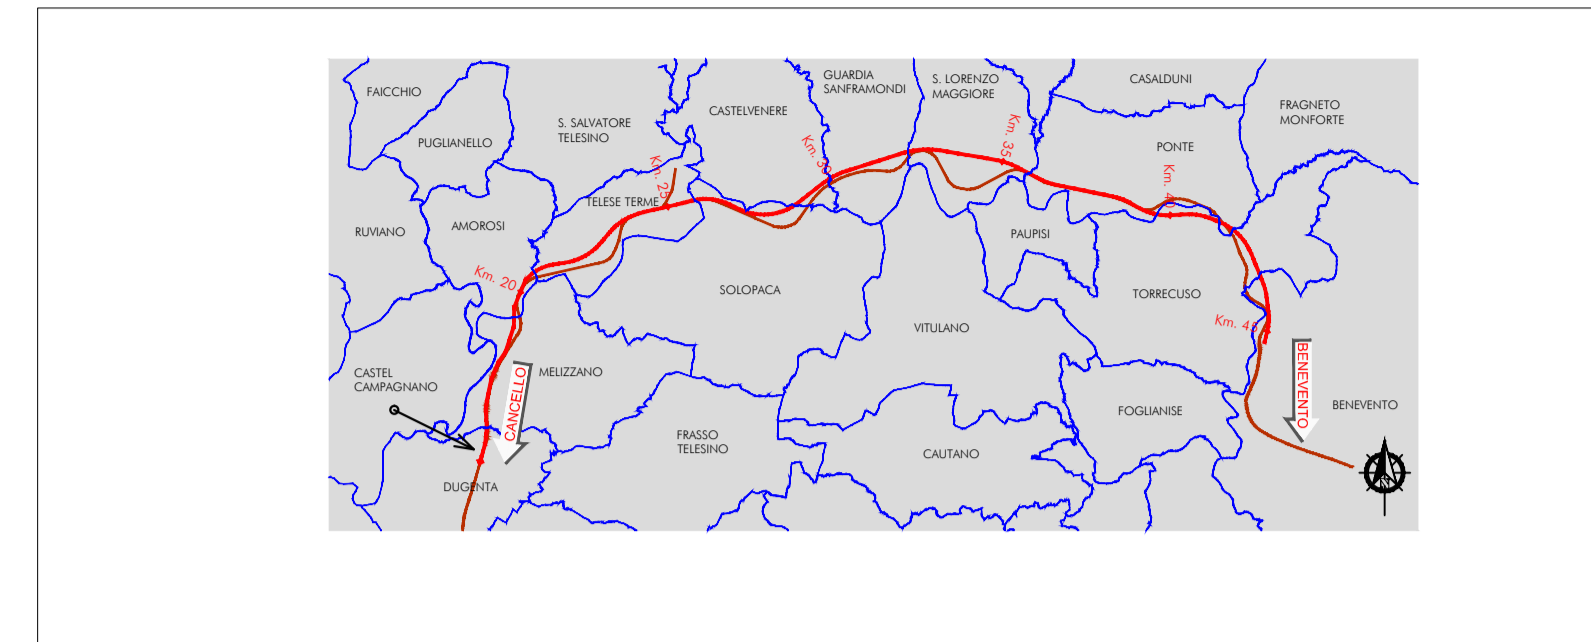 FAICCHIO
PUGLIANELLO
S. SALVATORE
TELESINO
CASTELVENERE
GUARDIA
SANFRAMONDI
S. LORENZO
MAGGIORE
CASALDUNI
FRAGNETO
MONFORTE
PONTE
Km. 25
Km. 30
Km. 35
Km. 40
TELESE TERME
RUVIANO
AMOROSI
PAUPISI
Km. 20
SOLOPACA
TORRECUSO
VITULANO
Km. 45
CASTEL
CAMPAGNANO
MELIZZANO
CANCELLO
BENEVENTO
FOGLIANISE
BENEVENTO
FRASSO
TELESINO
CAUTANO
DUGENTA